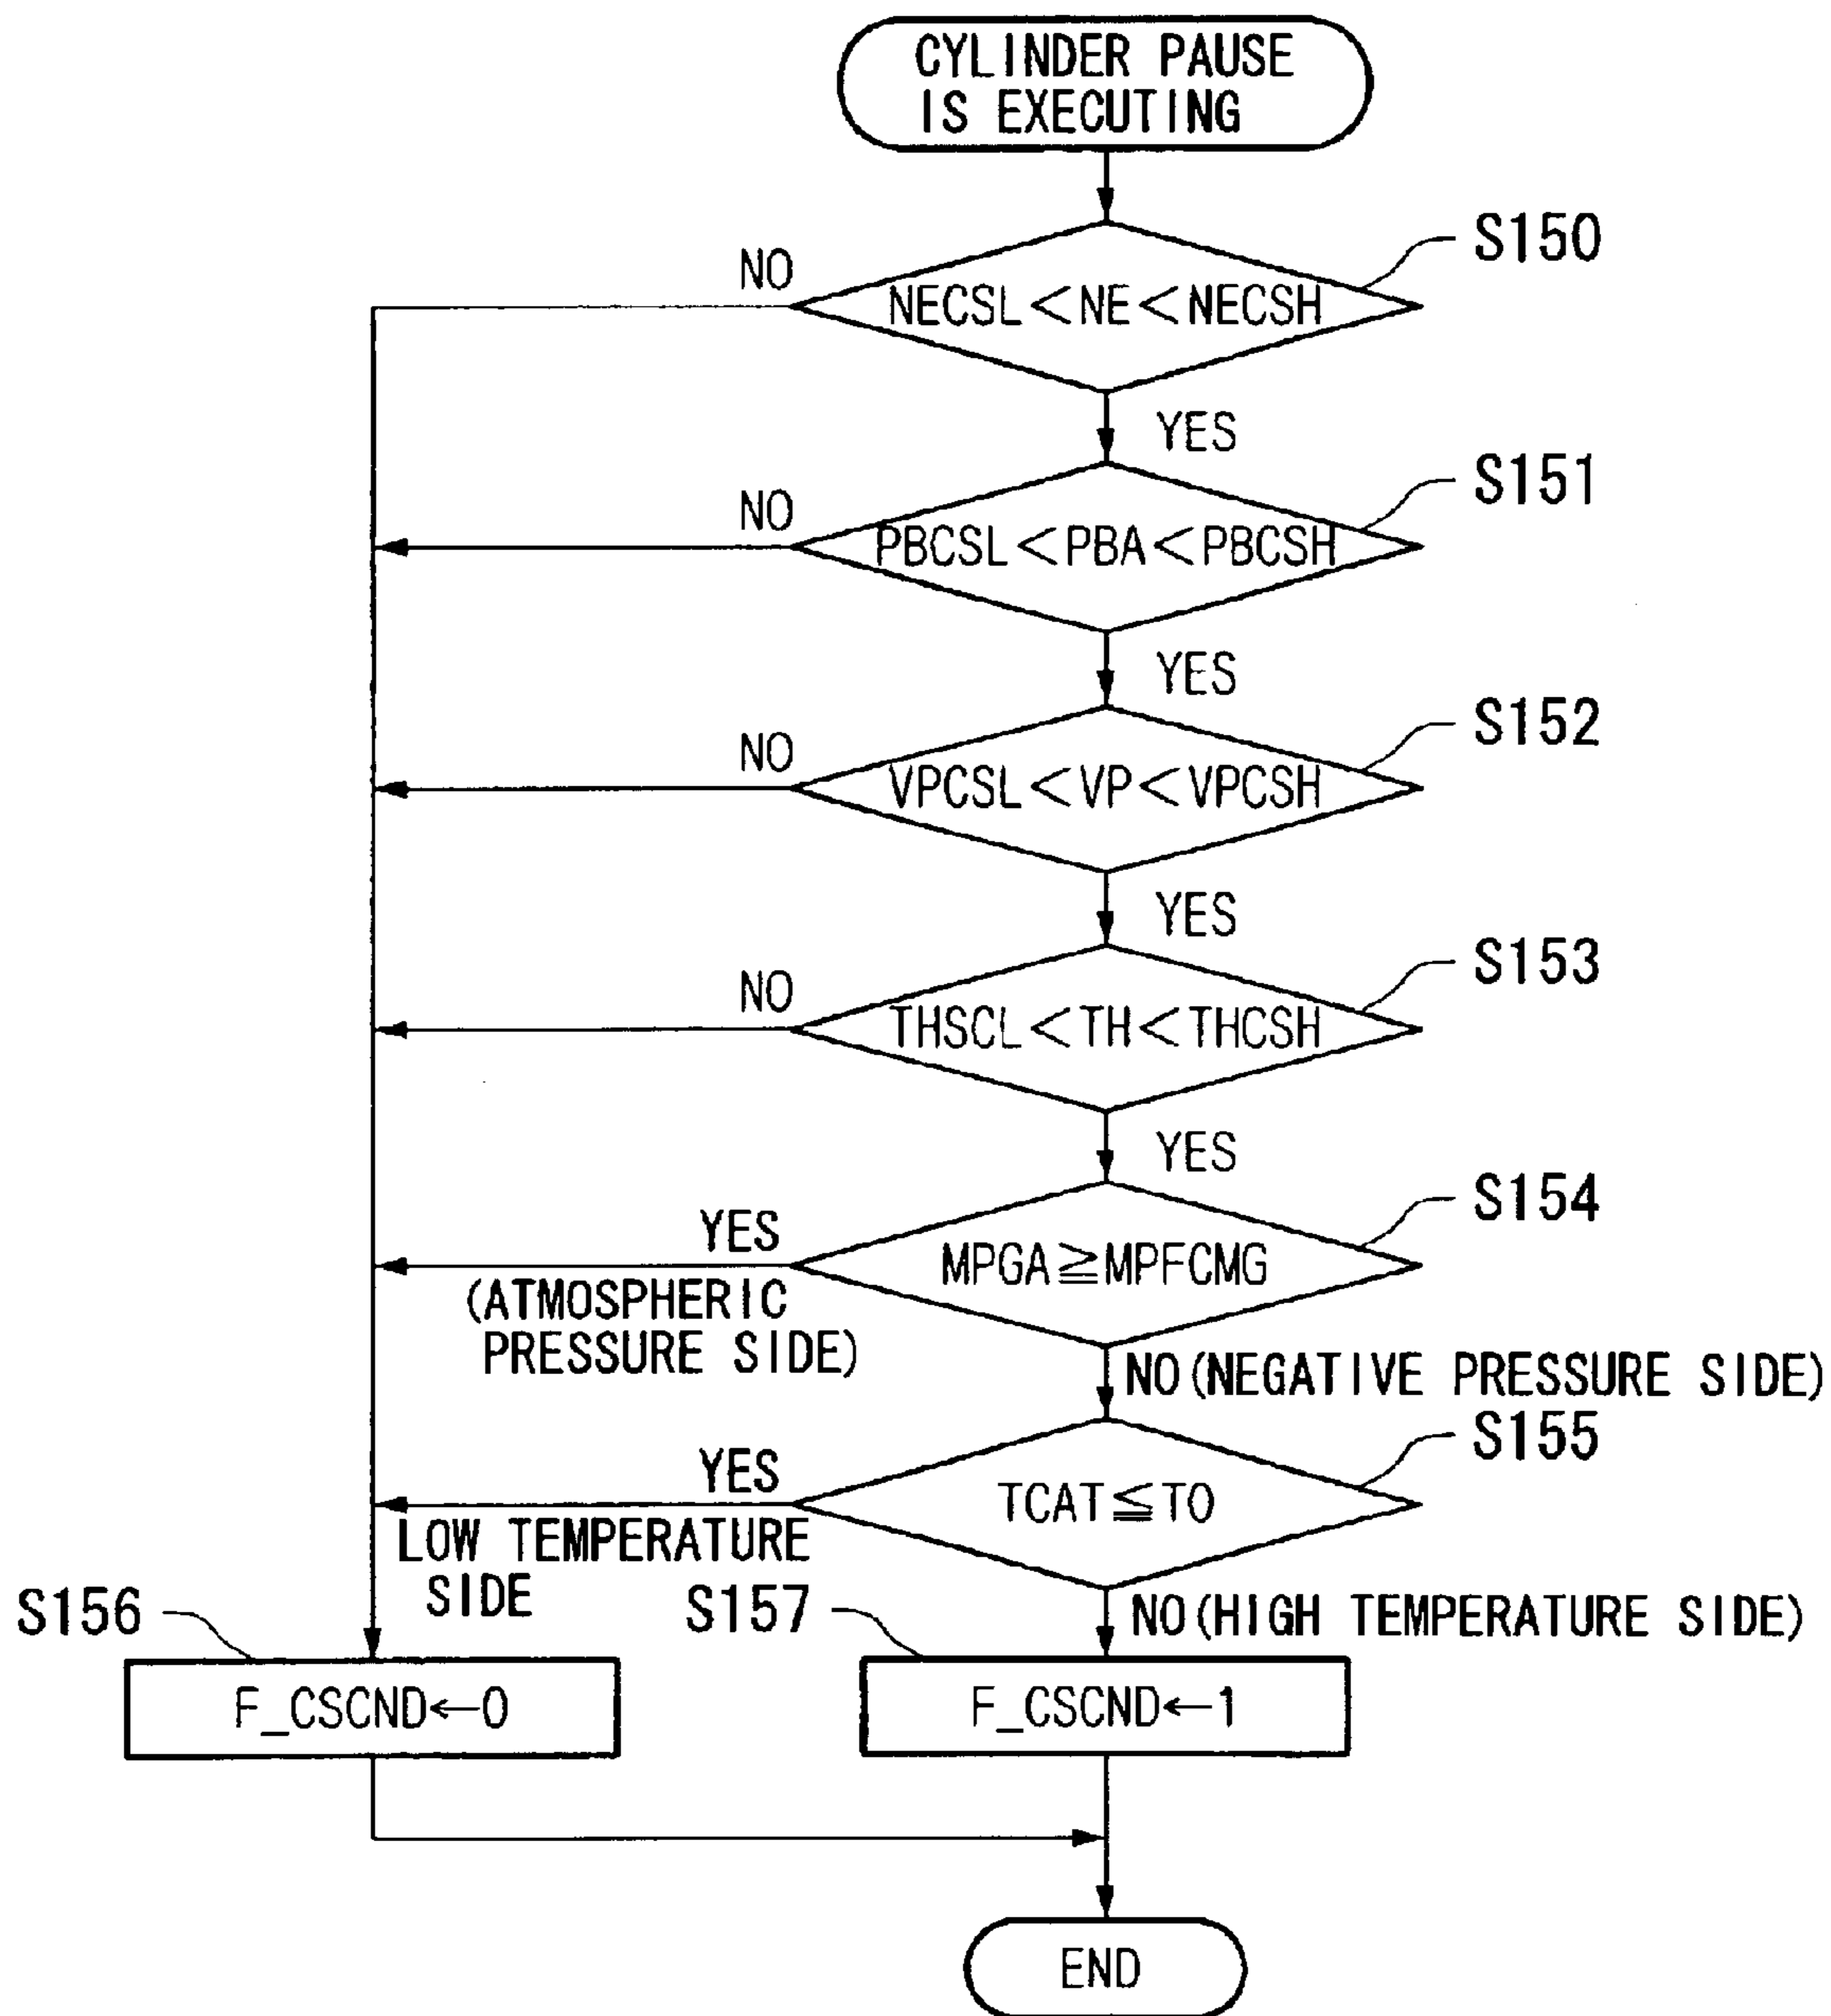 CYLINDER PAUSE
IS EXECUTING
S150
NO
NECSL<NE<NECSH
YES
S151
NO
PBCSL<PBA<PBCSH
YES
S152
NO
VPCSL<VP<VPCSH
YES
S153
NO
THSCL<TH<THCSH
YES
S154
YES
MPGA≧MPFCMG
(ATMOSPHERIC
PRESSURE SIDE)
NO(NEGATIVE PRESSURE SIDE)
S155
YES
TCAT≦TO
LOW TEMPERATURE
SIDE
S156
S157
NO(HIGH TEMPERATURE SIDE)
F_CSCND←0
F_CSCND←1
END